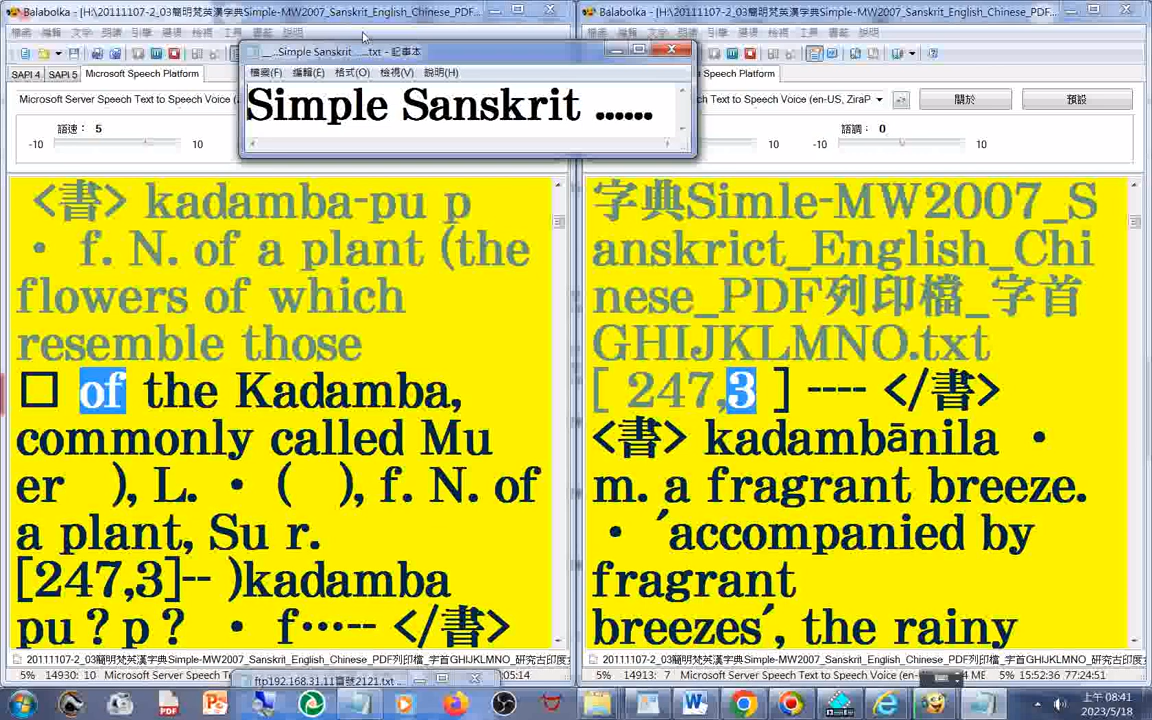 Balabolka - [H:\20111107-2_03簡明梵英漢字典Simple-MW2007_Sanskrit_English_Chinese_PDF...
Balabolka - [H:\20111107-2_03簡明梵英漢字典Simple-MW2007_Sanskrit_English_Chinese_PDF...
__...Simple Sanskrit ......txt - 記事本
檔案(F) 編輯(E) 格式(O) 檢視(V) 說明(H)
Simple Sanskrit ......
SAPI 4 SAPI 5 Microsoft Speech Platform
Speech Platform
Microsoft Server Speech Text to Speech Voice (
ct Text to Speech Voice (en-US, ZiraP
關於
預設
語速： 5
-10 10
10
語調： 0
-10 10
<書> kadamba-pu p
• f. N. of a plant (the
flowers of which
resemble those
□ of the Kadamba,
commonly called Mu
er ), L. • ( ), f. N. of
a plant, Su r.
[247,3]-- )kadamba
pu？p？ • f…-- </書>
字典Simle-MW2007_S
anskrict_English_Chi
nese_PDF列印檔_字首
GHIJKLMNO.txt
[ 247,3 ] ---- </書>
<書> kadambānila •
m. a fragrant breeze.
• ´accompanied by
fragrant
breezes´, the rainy
20111107-2_03簡明梵英漢字典Simple-MW2007_Sanskrit_English_Chinese_PDF列印檔_字首GHIJKLMNO_研究古印度
20111107-2_03簡明梵英漢字典Simple-MW2007_Sanskrit_English_Chinese_PDF列印檔_字首GHIJKLMNO_研究古印度
5% 14930: 10 Microsoft Server Speech Text
05:14
5% 14913: 7 Microsoft Server Speech Text to Speech Voice (en-
5% 15:52:36 77:24:51
ftp192.168.31.11
2121.txt ...
上午 08:41
2023/5/18